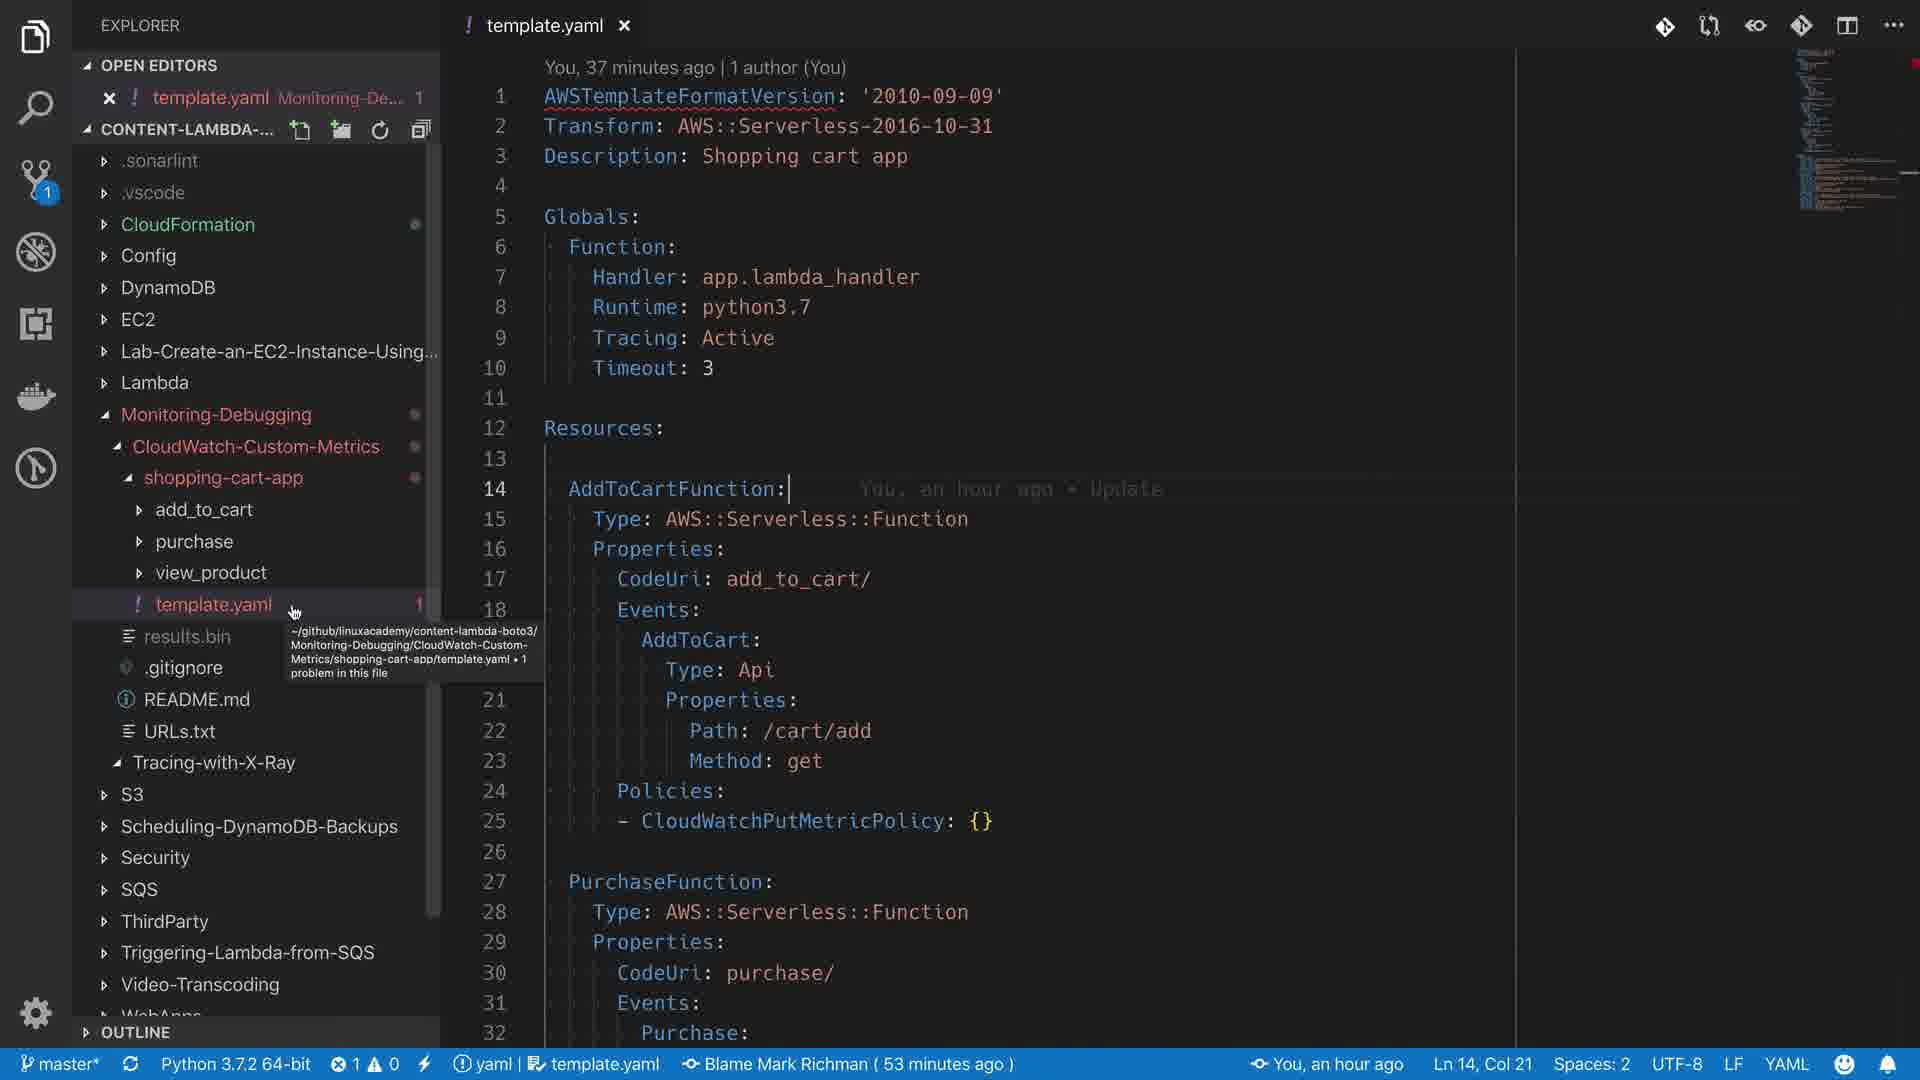 EXPLORER
OPEN EDITORS
template.yaml Monitoring-De... 1
CONTENT-LAMBDA-...
.sonarlint
.vscode
CloudFormation
Config
DynamoDB
EC2
Lab-Create-an-EC2-Instance-Using...
Lambda
Monitoring-Debugging
CloudWatch-Custom-Metrics
shopping-cart-app
add_to_cart
purchase
view_product
! template.yaml 1
results.bin
.gitignore
README.md
URLs.txt
Tracing-with-X-Ray
S3
Scheduling-DynamoDB-Backups
Security
SQS
ThirdParty
Triggering-Lambda-from-SQS
Video-Transcoding
WebApps
OUTLINE
~/github/linuxacademy/content-lambda-boto3/
Monitoring-Debugging/CloudWatch-Custom-
Metrics/shopping-cart-app/template.yaml • 1
problem in this file
1
! template.yaml
You, 37 minutes ago | 1 author (You)
1 AWSTemplateFormatVersion: '2010-09-09'
2 Transform: AWS::Serverless-2016-10-31
3 Description: Shopping cart app
4
5 Globals:
6 Function:
7 Handler: app.lambda_handler
8 Runtime: python3.7
9 Tracing: Active
10 Timeout: 3
11
12 Resources:
13
14 AddToCartFunction: You, an hour ago • Update
15 Type: AWS::Serverless::Function
16 Properties:
17 CodeUri: add_to_cart/
18 Events:
AddToCart:
Type: Api
21 Properties:
22 Path: /cart/add
23 Method: get
24 Policies:
25 - CloudWatchPutMetricPolicy: {}
26
27 PurchaseFunction:
28 Type: AWS::Serverless::Function
29 Properties:
30 CodeUri: purchase/
31 Events:
32 Purchase:
master* Python 3.7.2 64-bit 1 0 yaml | template.yaml Blame Mark Richman ( 53 minutes ago ) You, an hour ago Ln 14, Col 21 Spaces: 2 UTF-8 LF YAML